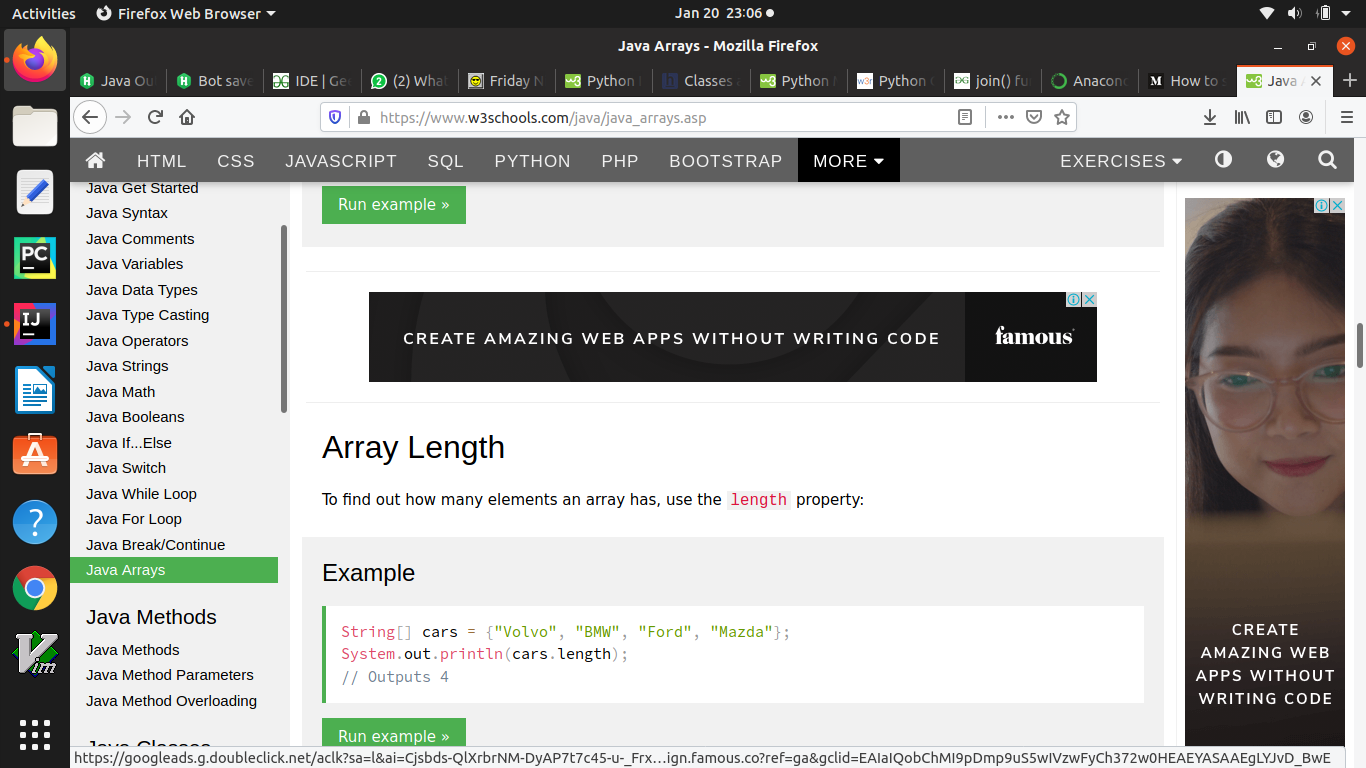 Activities
Firefox Web Browser
Jan 20 23:06
Java Arrays - Mozilla Firefox
Java Ou
Bot save
IDE | Ge
(2) What
Friday N
Python
Classes
Python
Python
join() fu
Anacon
How to
Java
https://www.w3schools.com/java/java_arrays.asp
HTML
CSS
JAVASCRIPT
SQL
PYTHON
PHP
BOOTSTRAP
MORE
EXERCISES
Java Get Started
Java Syntax
Java Comments
Java Variables
Java Data Types
Java Type Casting
Java Operators
Java Strings
Java Math
Java Booleans
Java If...Else
Java Switch
Java While Loop
Java For Loop
Java Break/Continue
Java Arrays
Java Methods
Java Methods
Java Method Parameters
Java Method Overloading
Java Classes
Run example »
CREATE AMAZING WEB APPS WITHOUT WRITING CODE
famous
Array Length
To find out how many elements an array has, use the length property:
Example
String[] cars = {"Volvo", "BMW", "Ford", "Mazda"};
System.out.println(cars.length);
// Outputs 4
Run example »
CREATE
AMAZING WEB
APPS WITHOUT
WRITING CODE
PC
IJ
Vim
https://googleads.g.doubleclick.net/aclk?sa=l&ai=Cjsbds-QlXrbrNM-DyAP7t7c45-u-_Frx…ign.famous.co?ref=ga&gclid=EAIaIQobChMI9pDmp9uS5wIVzwFyCh372w0HEAEYASAAEgLYJvD_BwE